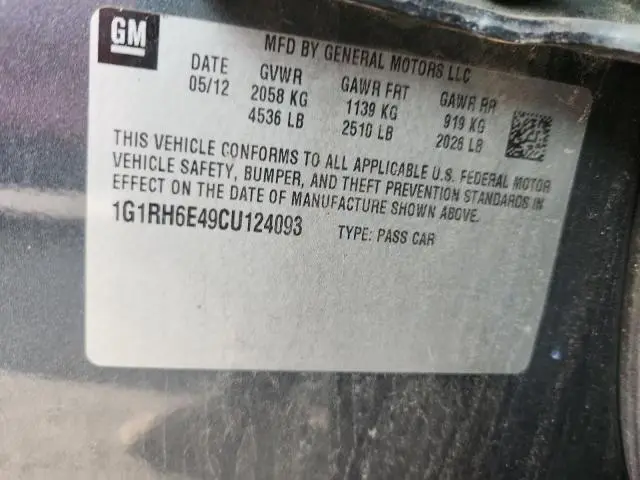 GM
MFD BY GENERAL MOTORS LLC
DATE GVWR GAWR FRT GAWR RR
05/12 2058 KG 1139 KG 919 KG
4536 LB 2510 LB 2026 LB
THIS VEHICLE CONFORMS TO ALL APPLICABLE U.S. FEDERAL MOTOR
VEHICLE SAFETY, BUMPER, AND THEFT PREVENTION STANDARDS IN
EFFECT ON THE DATE OF MANUFACTURE SHOWN ABOVE.
1G1RH6E49CU124093 TYPE: PASS CAR